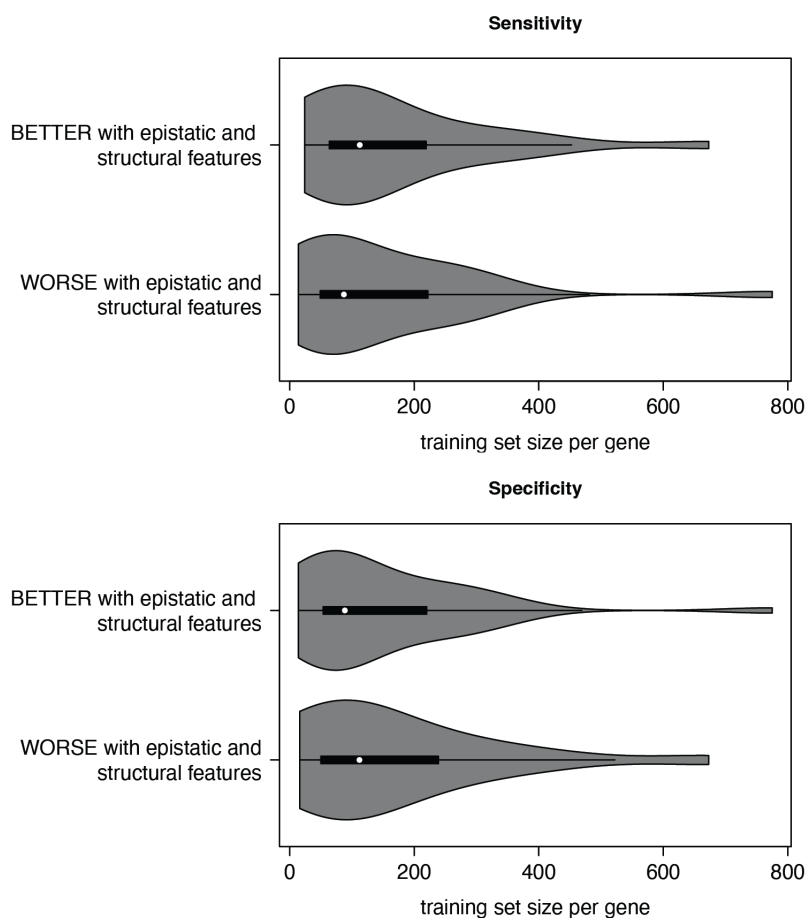 Sensitivity
BETTER with epistatic and
structural features
WORSE with epistatic and
structural features
0 200 400 600 800
training set size per gene
Specificity
BETTER with epistatic and
structural features
WORSE with epistatic and
structural features
0 200 400 600 800
training set size per gene